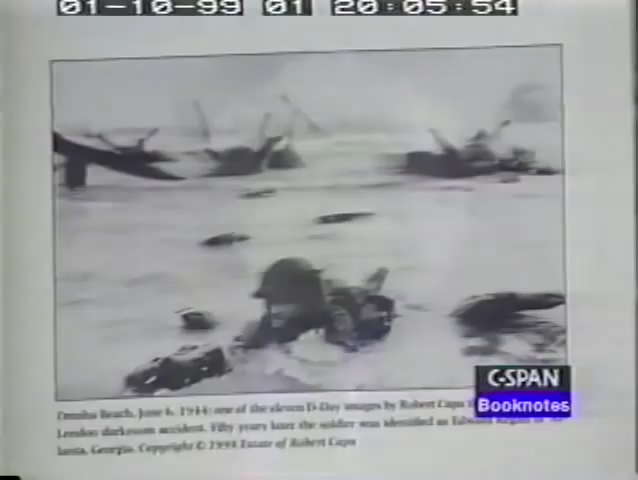 01-10-99 01 20:05:54
Omaha Beach, June 6, 1944: one of the eleven D-Day images by Robert Capa
London darkroom accident. Fifty years later the soldier was identified as Edward
lanta, Georgia. Copyright © 1994 Estate of Robert Capa
C-SPAN
Booknotes